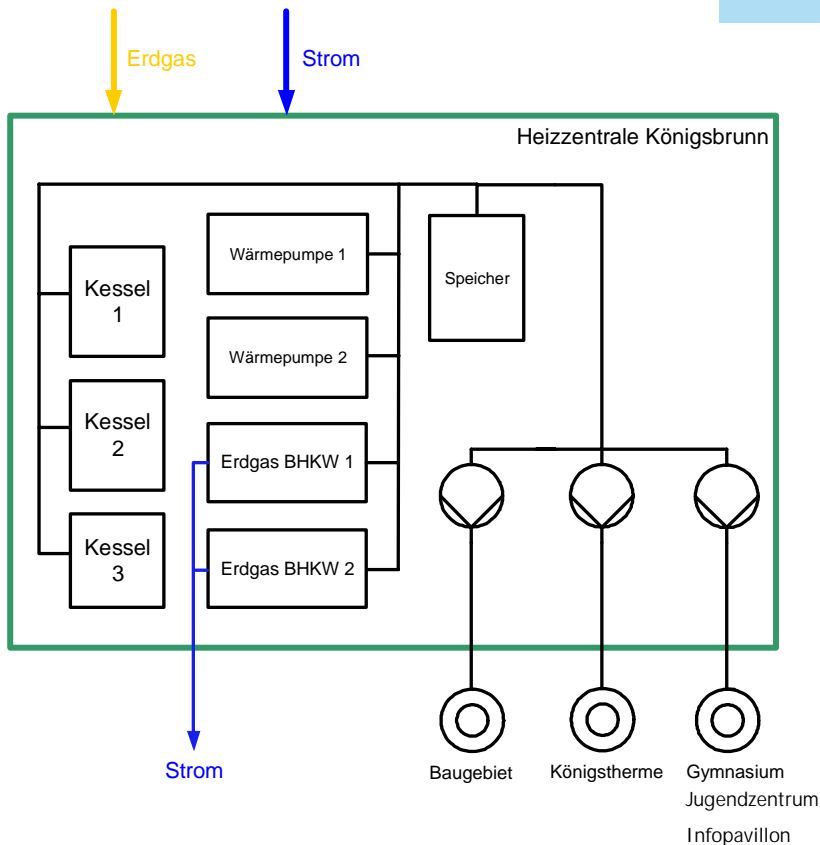 Erdgas
Strom
Heizzentrale Königsbrunn
Wärmepumpe 1
Speicher
Kessel
1
Wärmepumpe 2
Kessel
2
Erdgas BHKW 1
Kessel
3
Erdgas BHKW 2
Strom
Baugebiet
Königstherme
Gymnasium
Jugendzentrum
Infopavillon